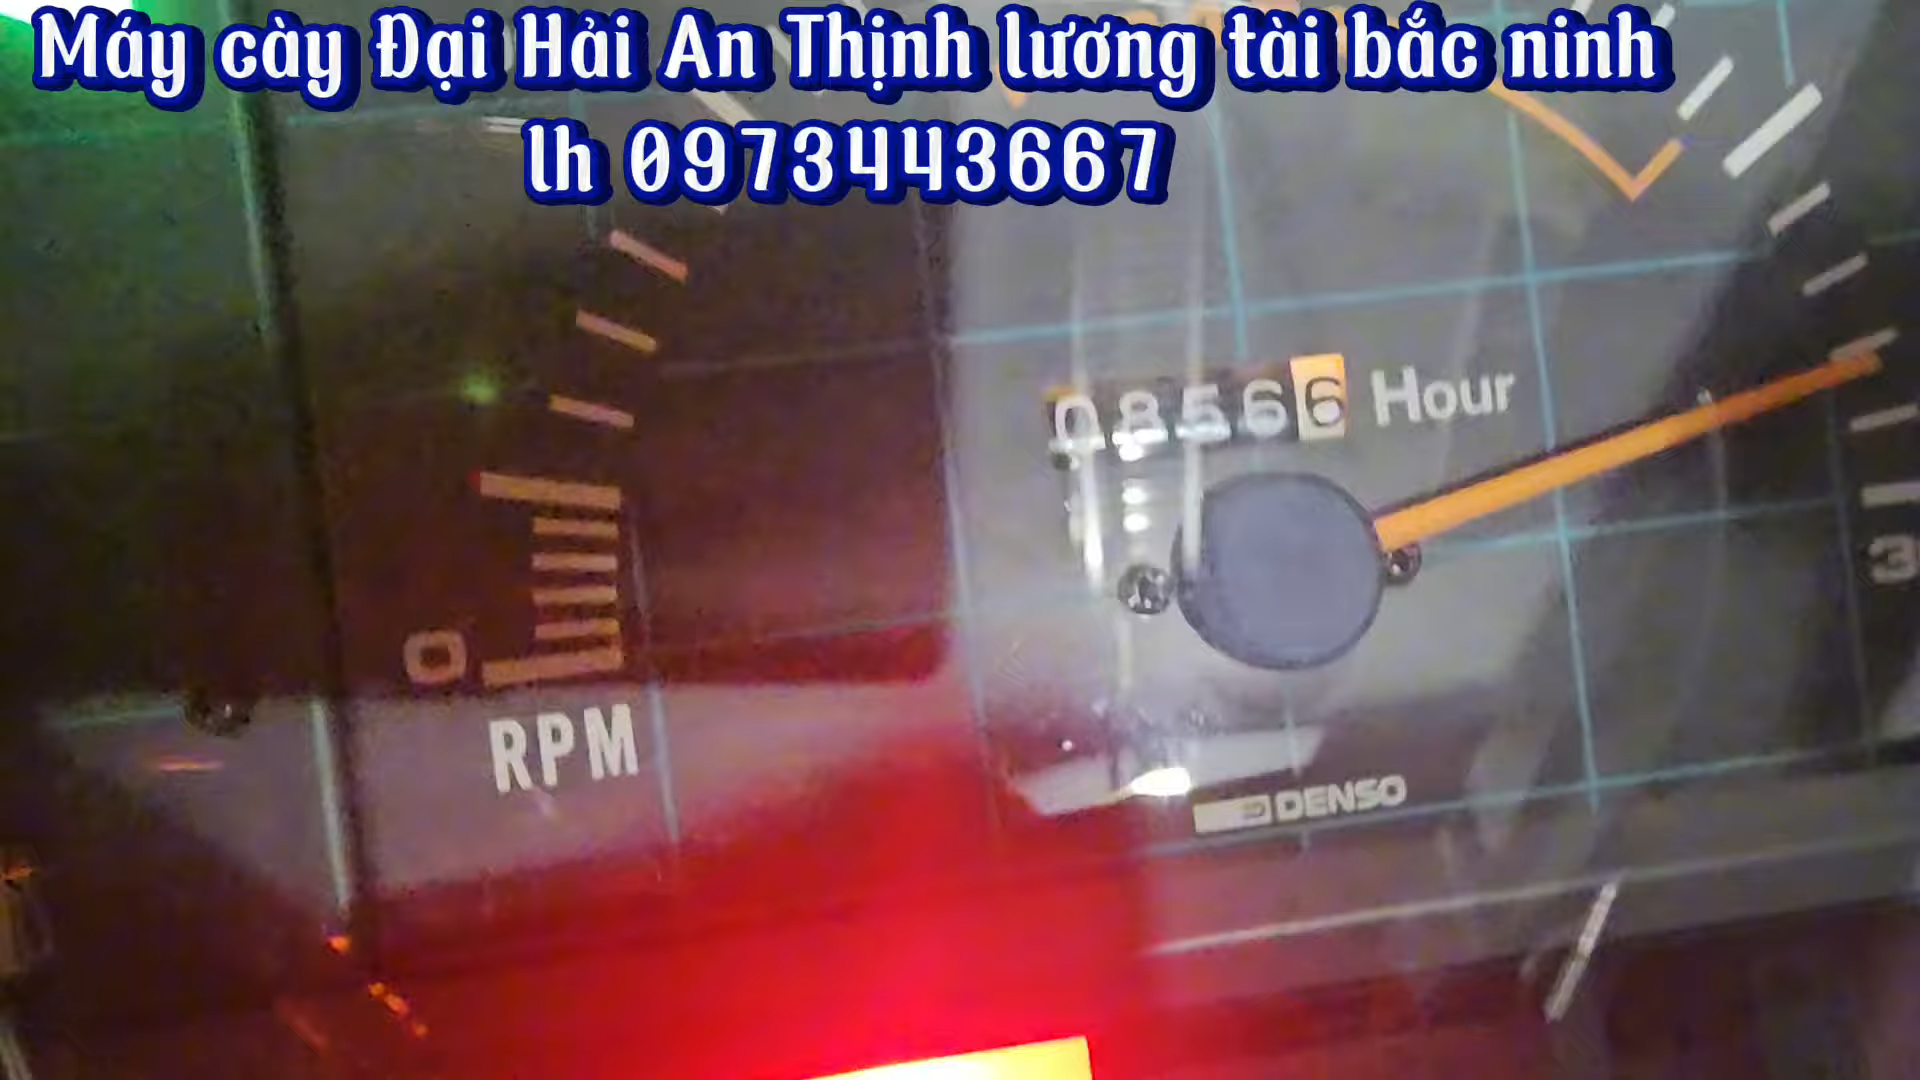 Máy cày Đại Hải An Thịnh lương tài bắc ninh
lh 0973443667
08566 Hour
0
3
RPM
DENSO